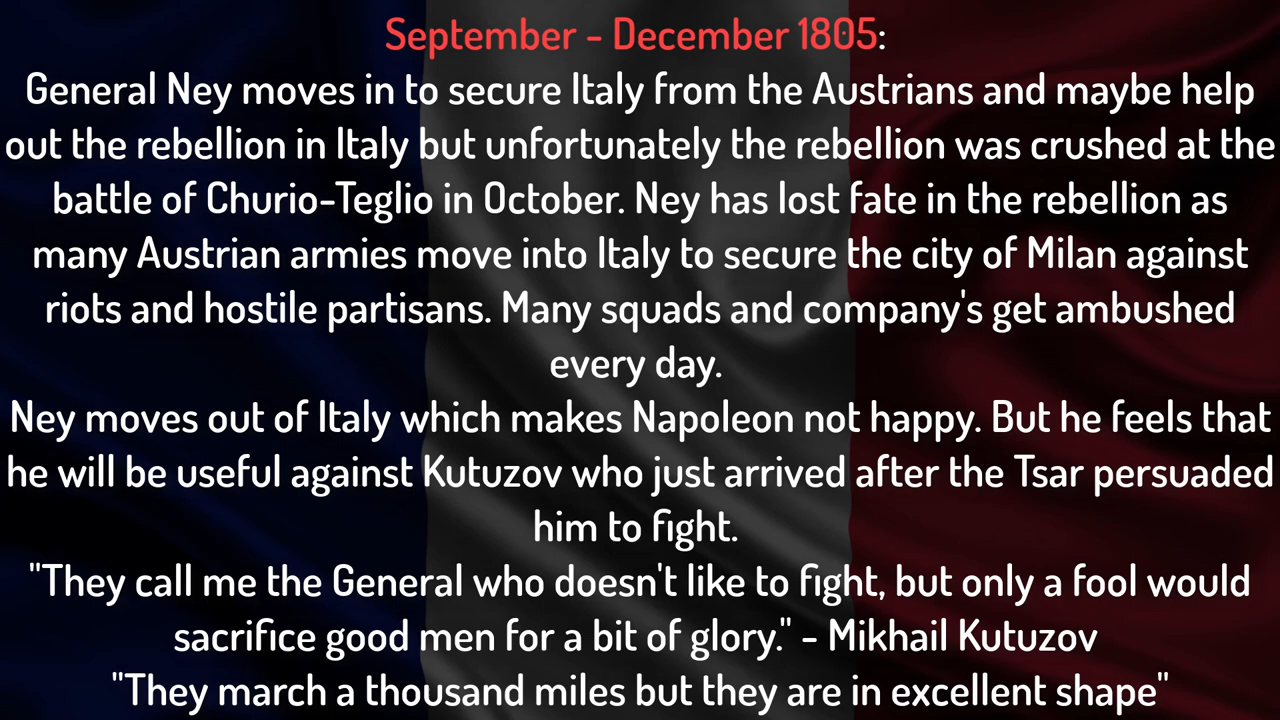 September - December 1805:
General Ney moves in to secure Italy from the Austrians and maybe help
out the rebellion in Italy but unfortunately the rebellion was crushed at the
battle of Churio-Teglio in October. Ney has lost fate in the rebellion as
many Austrian armies move into Italy to secure the city of Milan against
riots and hostile partisans. Many squads and company's get ambushed
every day.
Ney moves out of Italy which makes Napoleon not happy. But he feels that
he will be useful against Kutuzov who just arrived after the Tsar persuaded
him to fight.
"They call me the General who doesn't like to fight, but only a fool would
sacrifice good men for a bit of glory." - Mikhail Kutuzov
"They march a thousand miles but they are in excellent shape"